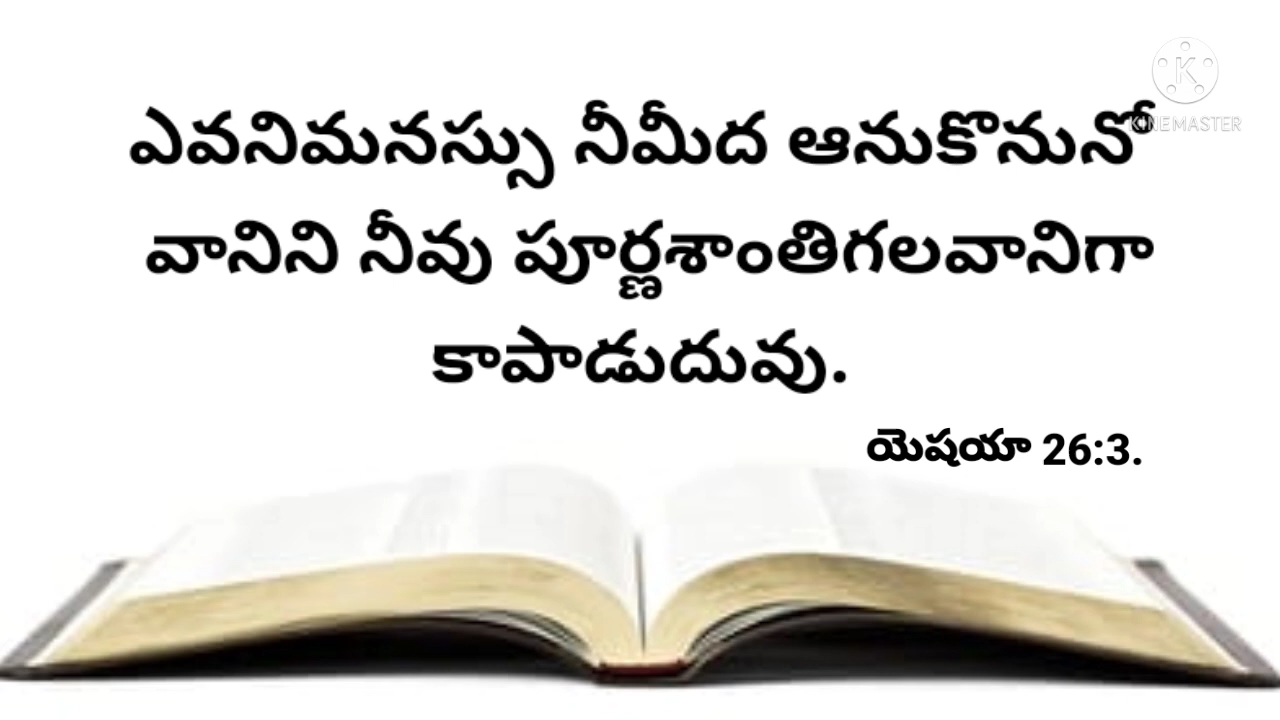 ఎవనిమనస్సు నీమీద ఆనుకొనునో
వానిని నీవు పూర్ణశాంతిగలవానిగా
కాపాడుదువు.
యెషయా 26:3.
K
KINEMASTER